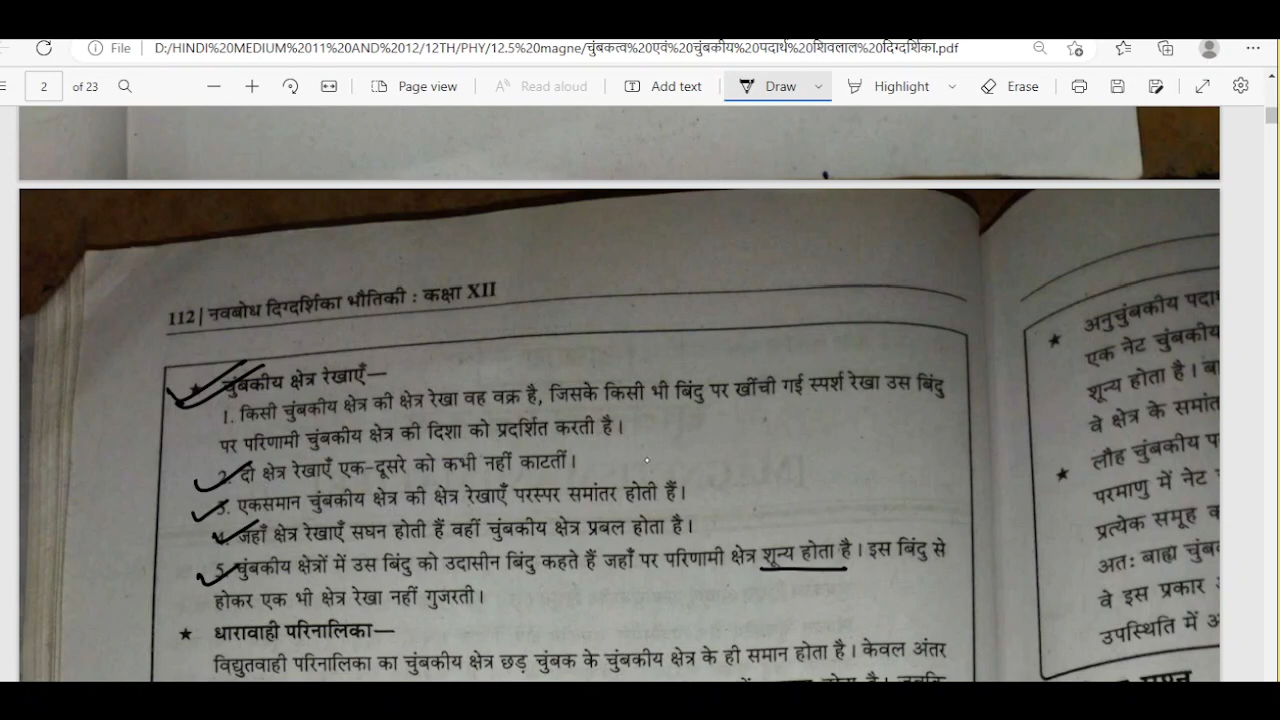 File D:/HINDI%20MEDIUM%2011%20AND%2012/12TH/PHY/12.5%20magne/चुंबकत्व%20एवं%20चुंबकीय%20पदार्थ%20शिवलाल%20दिग्दर्शिका.pdf
2 of 23 Page view Read aloud Add text Draw Highlight Erase
112| नवबोध दिग्दर्शिका भौतिकी : कक्षा XII
★ चुंबकीय क्षेत्र रेखाएँ—
1. किसी चुंबकीय क्षेत्र की क्षेत्र रेखा वह वक्र है, जिसके किसी भी बिंदु पर खींची गई स्पर्श रेखा उस बिंदु
पर परिणामी चुंबकीय क्षेत्र की दिशा को प्रदर्शित करती है।
2. दो क्षेत्र रेखाएँ एक-दूसरे को कभी नहीं काटतीं।
3. एकसमान चुंबकीय क्षेत्र की क्षेत्र रेखाएँ परस्पर समांतर होती हैं।
4. जहाँ क्षेत्र रेखाएँ सघन होती हैं वहीं चुंबकीय क्षेत्र प्रबल होता है।
5. चुंबकीय क्षेत्रों में उस बिंदु को उदासीन बिंदु कहते हैं जहाँ पर परिणामी क्षेत्र शून्य होता है। इस बिंदु से
होकर एक भी क्षेत्र रेखा नहीं गुजरती।
★ धारावाही परिनालिका—
विद्युतवाही परिनालिका का चुंबकीय क्षेत्र छड़ चुंबक के चुंबकीय क्षेत्र के ही समान होता है। केवल अंतर
★ अनुचुंबकीय
एक नेट चुंबकीय
शून्य होता है।
वे क्षेत्र के
लौह चुंबकीय
★ परमाणु में नेट
प्रत्येक समूह
अतः बाह्य
वे इस प्रकार
उपस्थिति में